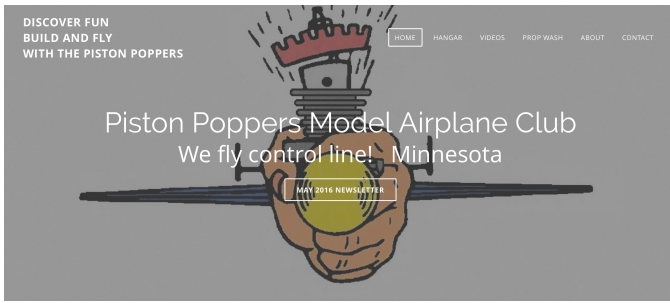 DISCOVER FUN
BUILD AND FLY
WITH THE PISTON POPPERS
HOME HANGAR VIDEOS PROP WASH ABOUT CONTACT
Piston Poppers Model Airplane Club
We fly control line! Minnesota
MAY 2016 NEWSLETTER